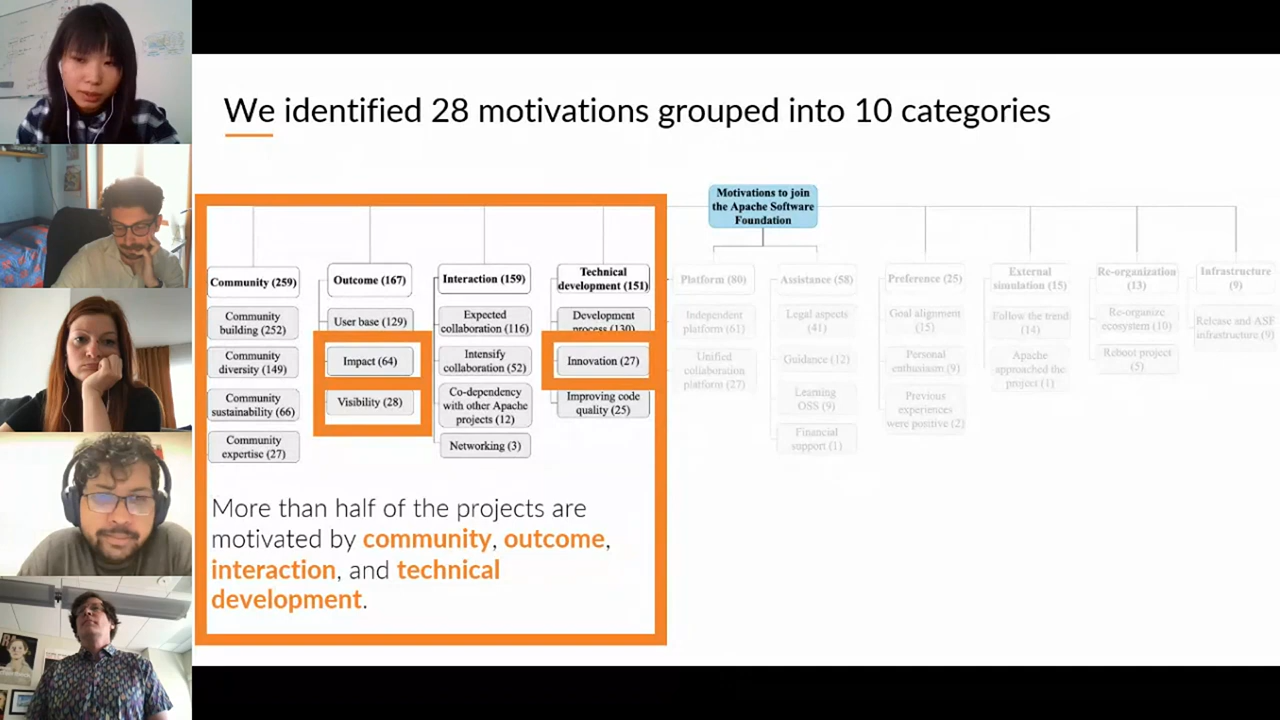 We identified 28 motivations grouped into 10 categories
Motivations to join
the Apache Software
Foundation
Community (259)
Community
building (252)
Community
diversity (149)
Community
sustainability (66)
Community
expertise (27)
Outcome (167)
User base (129)
Impact (64)
Visibility (28)
Interaction (159)
Expected
collaboration (116)
Intensify
collaboration (52)
Co-dependency
with other Apache
projects (12)
Networking (3)
Technical
development (151)
Development
process (130)
Innovation (27)
Improving code
quality (25)
Platform (80)
Independent
platform (61)
Unified
collaboration
platform (27)
Assistance (58)
Legal aspects
(41)
Guidance (12)
Learning
OSS (9)
Financial
support (1)
Preference (25)
Goal alignment
(15)
Personal
enthusiasm (9)
Previous
experiences
were positive (2)
External
simulation (15)
Follow the trend
(14)
Apache
approached the
project (1)
Re-organization
(13)
Re-organize
ecosystem (10)
Reboot project
(5)
Infrastructure
(9)
Release and ASF
infrastructure (9)
More than half of the projects are
motivated by community, outcome,
interaction, and technical
development.